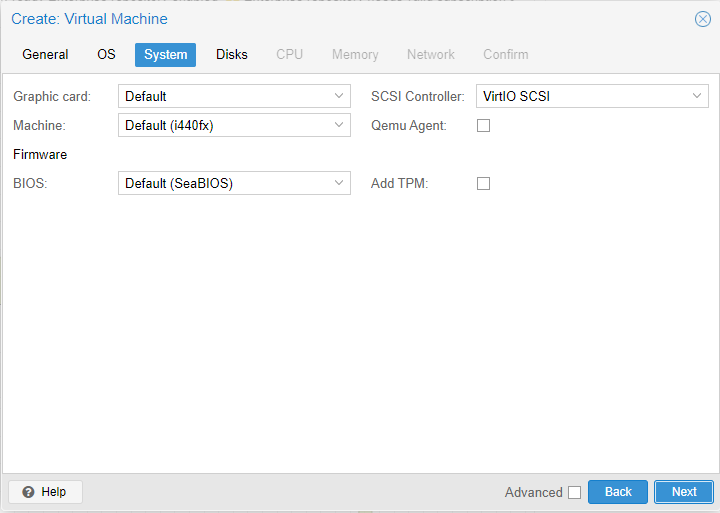 Create: Virtual Machine
General OS System Disks CPU Memory Network Confirm
Graphic card: Default SCSI Controller: VirtIO SCSI
Machine: Default (i440fx) Qemu Agent:
Firmware
BIOS: Default (SeaBIOS) Add TPM:
Help Advanced Back Next